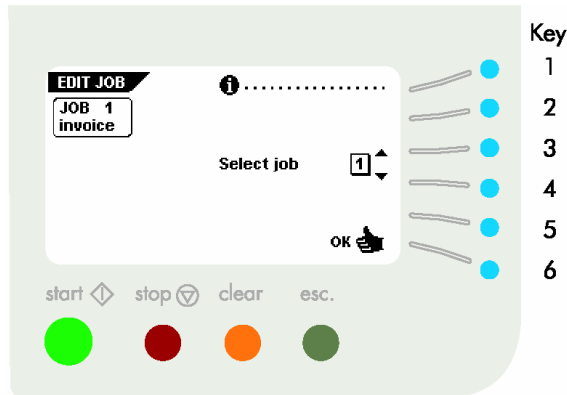 Key
EDIT JOB
JOB 1
invoice
Select job 1
OK
1
2
3
4
5
6
start stop clear esc.